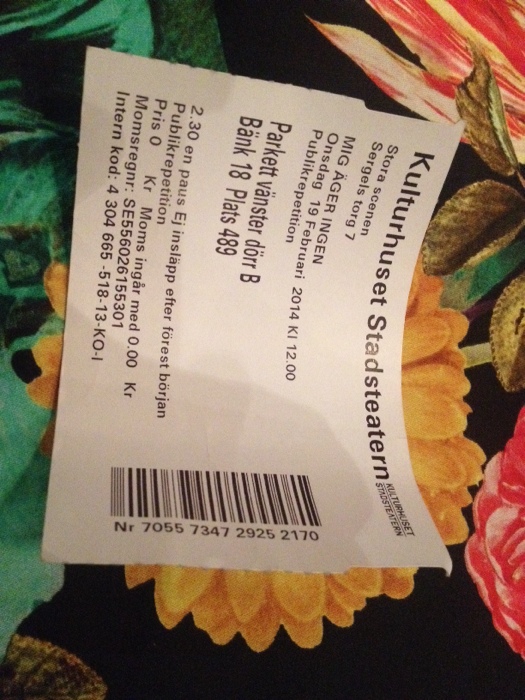 Kulturhuset Stadsteatern
KULTURHUSET
STADSTEATERN
Stora scenen
Sergels torg 7
MIG ÄGER INGEN
Onsdag 19 Februari 2014 Kl 12.00
Publikrepetition
Parkett vänster dörr B
Bänk 18 Plats 489
2.30 en paus Ej insläpp efter förest början
Publikrepetition
Pris 0 Kr Moms ingår med 0.00 Kr
Momsregnr: SE556026155301
Intern kod: 4 304 665 -518-13-KO-I
Nr 7055 7347 2925 2170